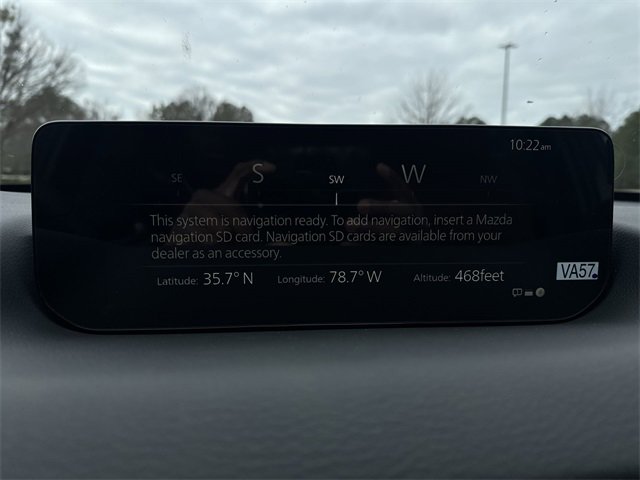 10:22am
SE S SW W NW
This system is navigation ready. To add navigation, insert a Mazda
navigation SD card. Navigation SD cards are available from your
dealer as an accessory.
Latitude: 35.7° N Longitude: 78.7° W Altitude: 468feet
VA57